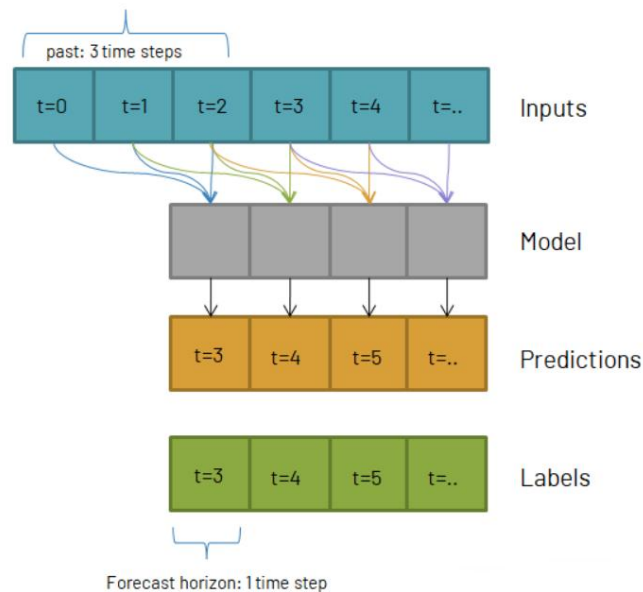 past: 3 time steps
t=0 t=1 t=2 t=3 t=4 t=.. Inputs
Model
t=3 t=4 t=5 t=.. Predictions
t=3 t=4 t=5 t=.. Labels
Forecast horizon: 1 time step